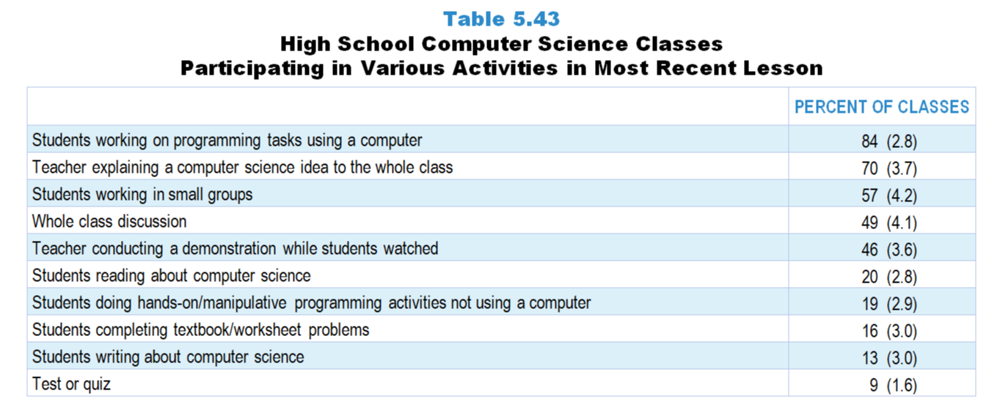 Table 5.43
High School Computer Science Classes
Participating in Various Activities in Most Recent Lesson
PERCENT OF CLASSES
Students working on programming tasks using a computer 84 (2.8)
Teacher explaining a computer science idea to the whole class 70 (3.7)
Students working in small groups 57 (4.2)
Whole class discussion 49 (4.1)
Teacher conducting a demonstration while students watched 46 (3.6)
Students reading about computer science 20 (2.8)
Students doing hands-on/manipulative programming activities not using a computer 19 (2.9)
Students completing textbook/worksheet problems 16 (3.0)
Students writing about computer science 13 (3.0)
Test or quiz 9 (1.6)